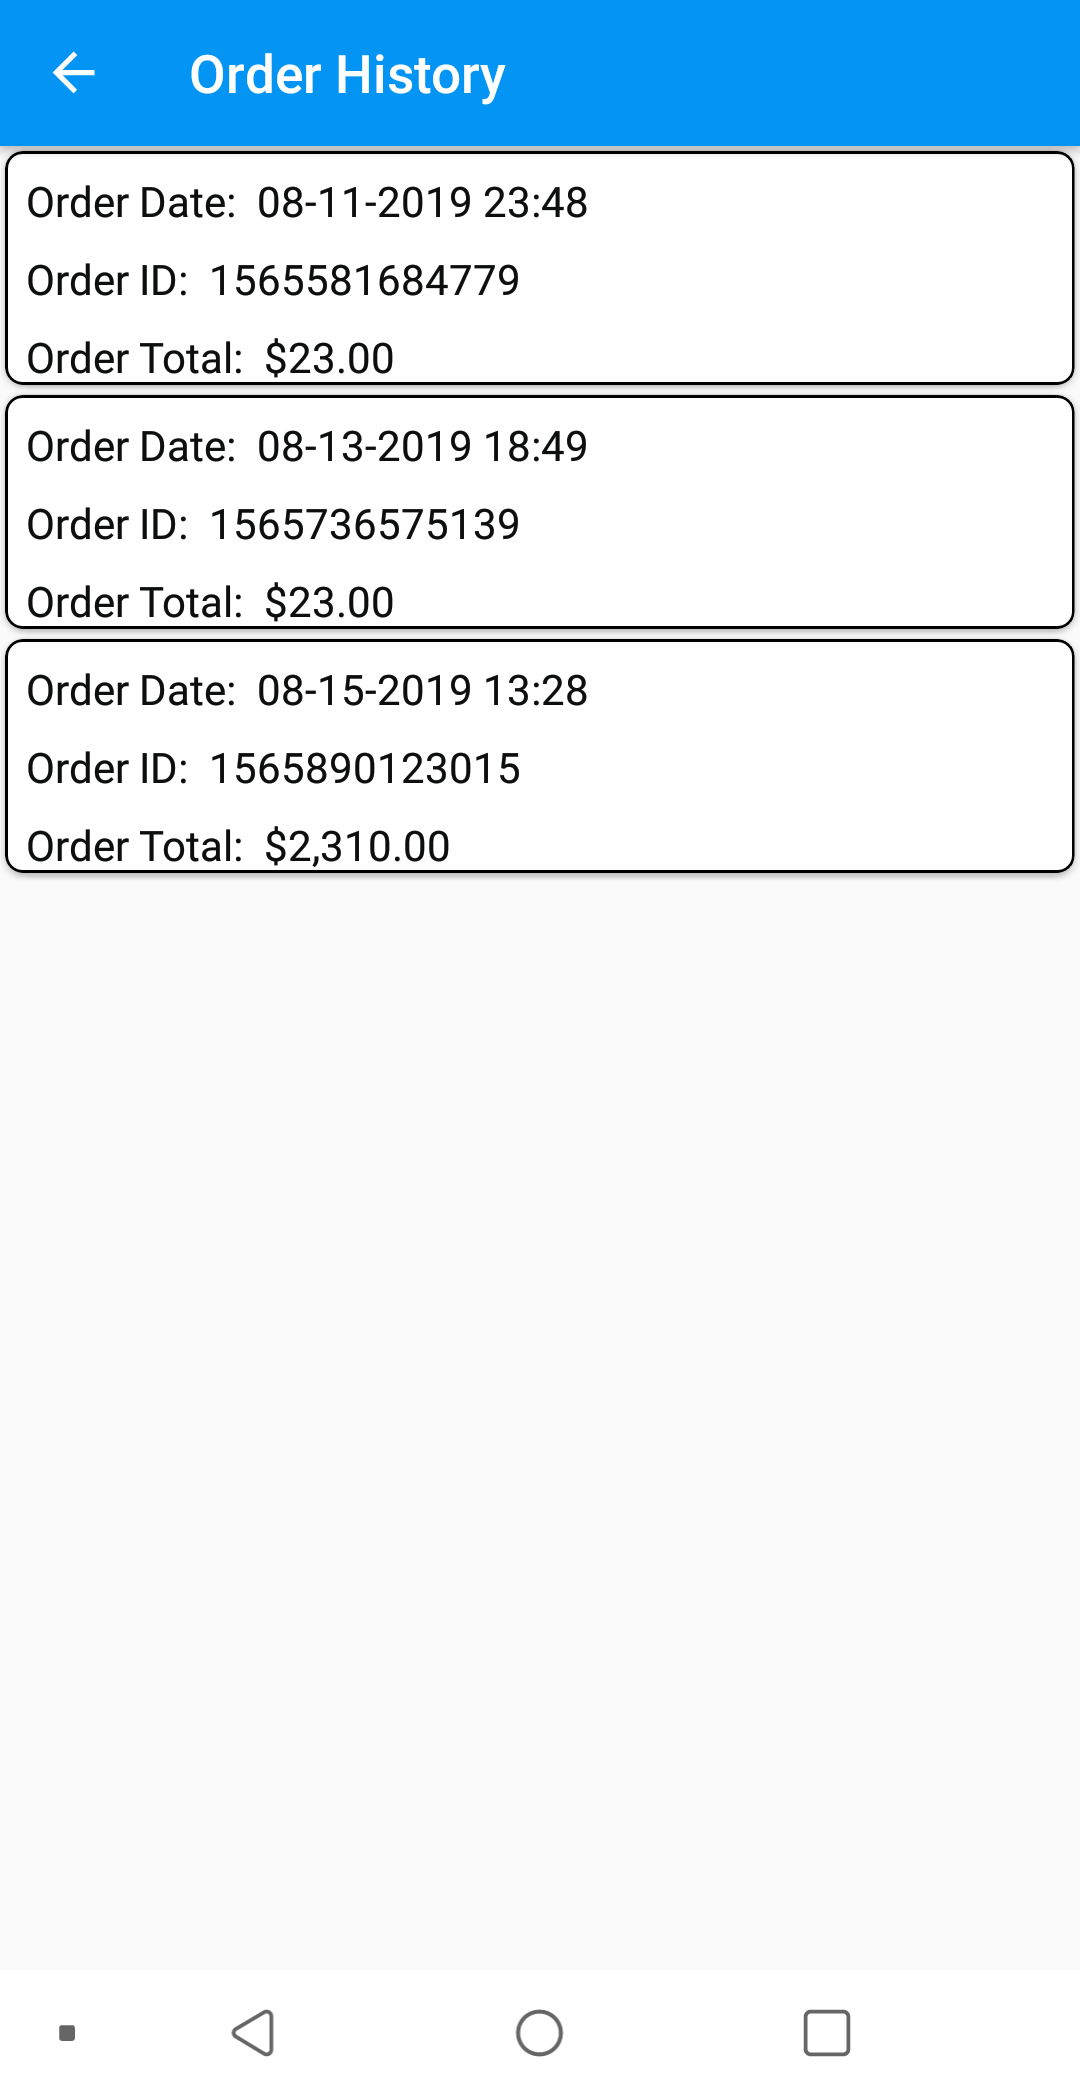 Order History
Order Date:  08-11-2019 23:48
Order ID:  1565581684779
Order Total:  $23.00
Order Date:  08-13-2019 18:49
Order ID:  1565736575139
Order Total:  $23.00
Order Date:  08-15-2019 13:28
Order ID:  1565890123015
Order Total:  $2,310.00